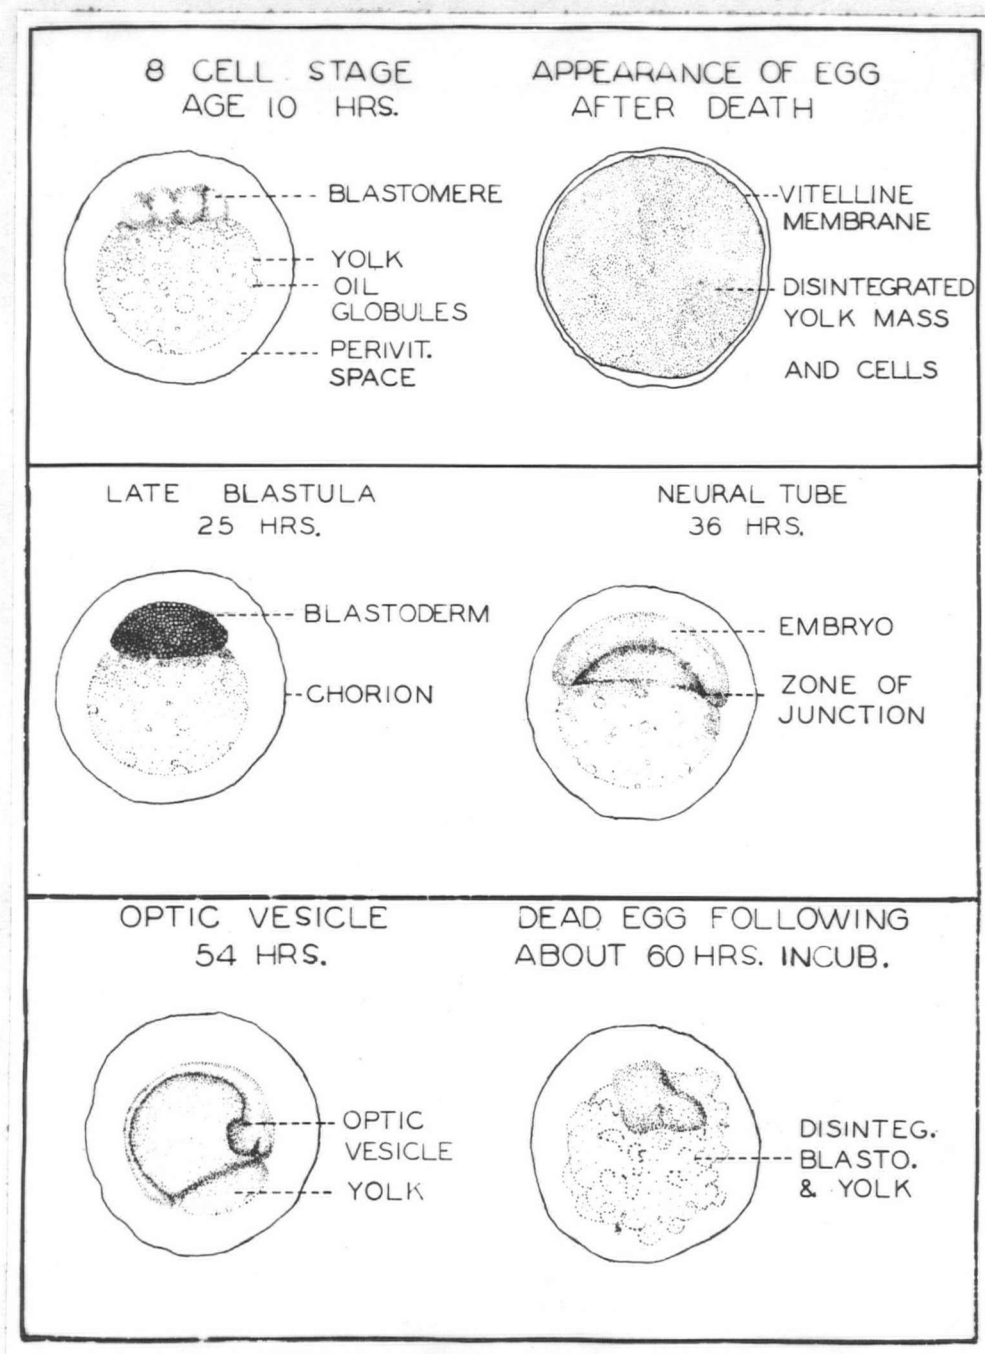 8 CELL STAGE
AGE 10 HRS.
BLASTOMERE
YOLK
OIL
GLOBULES
PERIVIT.
SPACE
APPEARANCE OF EGG
AFTER DEATH
VITELLINE
MEMBRANE
DISINTEGRATED
YOLK MASS
AND CELLS
LATE BLASTULA
25 HRS.
BLASTODERM
CHORION
NEURAL TUBE
36 HRS.
EMBRYO
ZONE OF
JUNCTION
OPTIC VESICLE
54 HRS.
OPTIC
VESICLE
YOLK
DEAD EGG FOLLOWING
ABOUT 60 HRS. INCUB.
DISINTEG.
BLASTO.
& YOLK